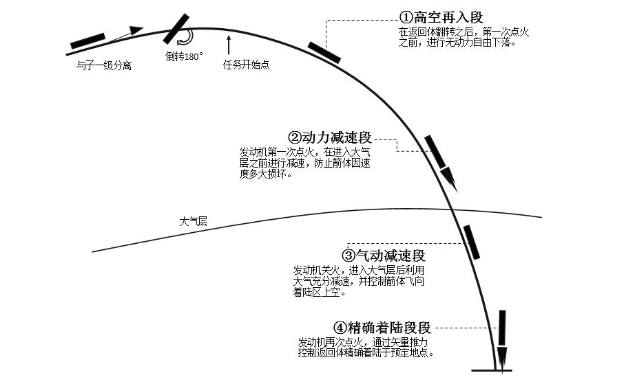 ①高空再入段
在返回体翻转之后，第一次点火
之前，进行无动力自由下落。
与子一级分离
倒转180°
任务开始点
②动力减速段
发动机第一次点火，在进入大气
层之前进行减速，防止箭体因速
度多大损坏。
大气层
③气动减速段
发动机关火，进入大气层后利用
大气充分减速，并控制箭体飞向
着陆区上空。
④精确着陆段段
发动机再次点火，通过矢量推力
控制返回体精确着陆于预定地点。